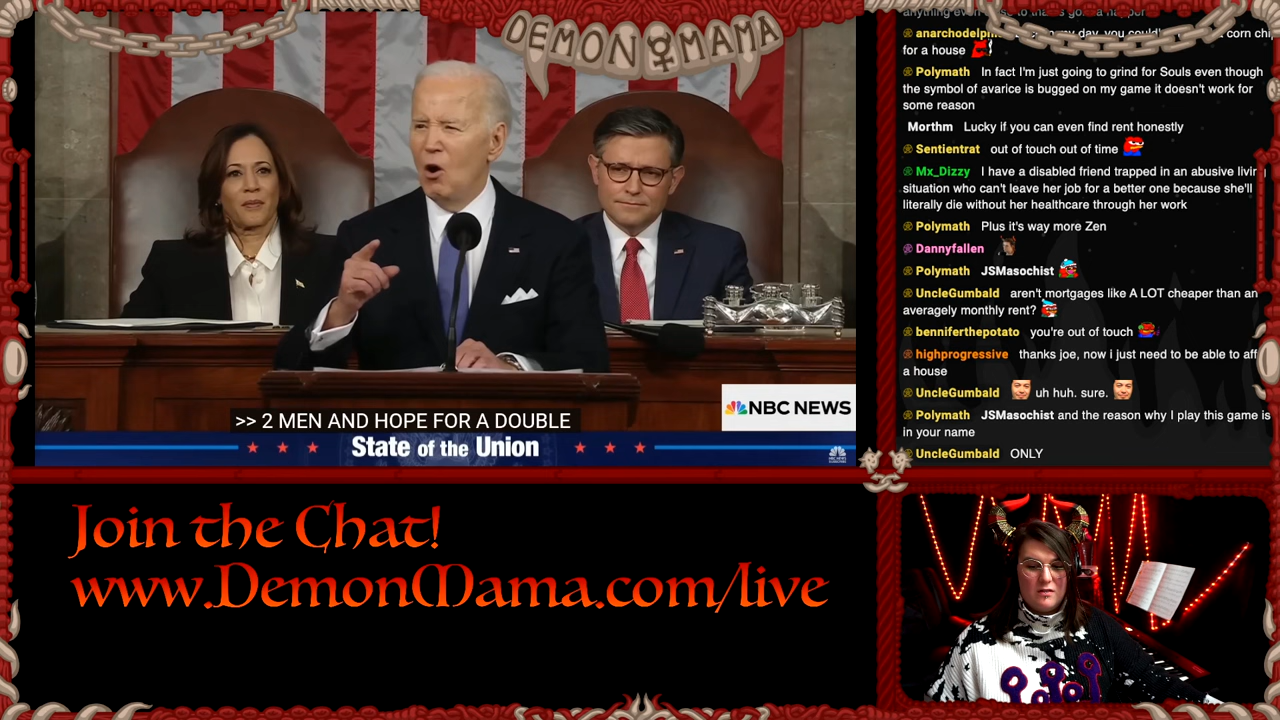 DEMON MAMA
NBC NEWS
>> 2 MEN AND HOPE FOR A DOUBLE
State of the Union
Join the Chat!
www.DemonMama.com/live
for a house
Polymath In fact I'm just going to grind for Souls even though
the symbol of avarice is bugged on my game it doesn't work for
some reason
Morthm Lucky if you can even find rent honestly
Sentientrat out of touch out of time
Mx_Dizzy I have a disabled friend trapped in an abusive livin
situation who can't leave her job for a better one because she'll
literally die without her healthcare through her work
Polymath Plus it's way more Zen
Dannyfallen
Polymath JSMasochist
UncleGumbald aren't mortgages like A LOT cheaper than an
averagely monthly rent?
benniferthepotato you're out of touch
highprogressive thanks joe, now i just need to be able to aff
a house
UncleGumbald uh huh. sure.
Polymath JSMasochist and the reason why I play this game is
in your name
UncleGumbald ONLY